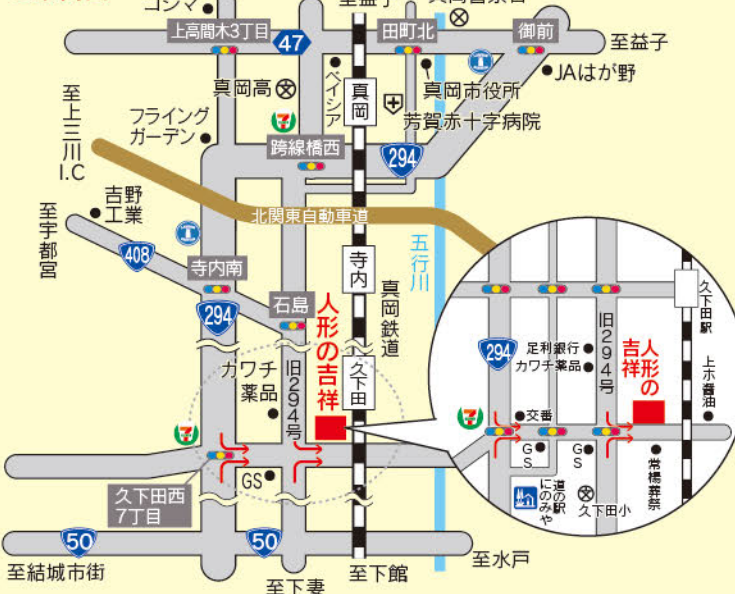 コジマ
至益子
上高間木3丁目
47
田町北
御前
至益子
真岡高
ベイシア
真岡
真岡市役所
JAはが野
至上三川I.C
フライング
ガーデン
芳賀赤十字病院
跨線橋西
294
吉野
工業
北関東自動車道
至宇都宮
408
寺内南
294
石島
人形の吉祥
寺内
真岡鉄道
五行川
カワチ
薬品
旧294号
久下田
久下田西
7丁目
GS
50
50
至結城市街
至下妻
至下館
至水戸
294
足利銀行
カワチ薬品
旧294号
人形の
吉祥
久下田駅
上ホ醤油
交番
GS
GS
道の駅
にのみや
久下田小
常楊葬祭